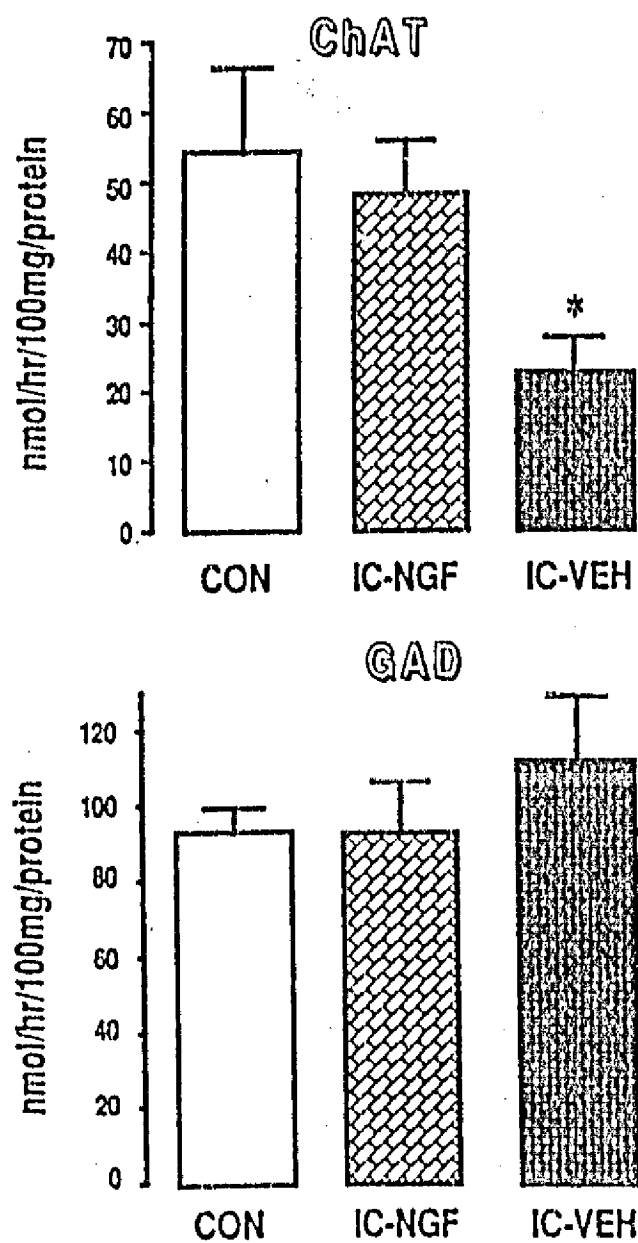 ChAT
nmol/hr/100mg/protein
70
60
50
40
30
20
10
0
*
CON IC-NGF IC-VEH
GAD
nmol/hr/100mg/protein
120
100
80
60
40
20
0
CON IC-NGF IC-VEH